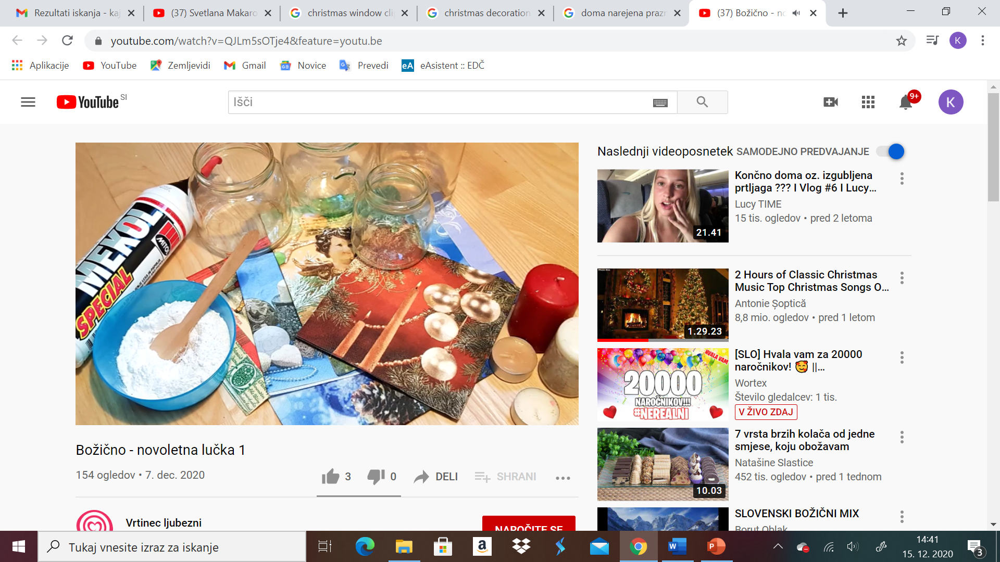 Rezultati iskanja - kaj
(37) Svetlana Makaro
christmas window cli
christmas decoration
doma narejena prazn
(37) Božično - no
youtube.com/watch?v=QJLm5sOTje4&feature=youtu.be
K
Aplikacije
YouTube
Zemljevidi
Gmail
Novice
Prevedi
eA eAsistent :: EDČ
YouTube SI
Išči
9+
K
MEKOL
SPECIAL
MITOL
Božično - novoletna lučka 1
154 ogledov • 7. dec. 2020
3
0
DELI
SHRANI
Vrtinec ljubezni
NAROČITE SE
Naslednji videoposnetek
SAMODEJNO PREDVAJANJE
21.41
Končno doma oz. izgubljena
prtljaga ??? I Vlog #6 I Lucy...
Lucy TIME
15 tis. ogledov • pred 2 letoma
Music Box
1.29.23
2 Hours of Classic Christmas
Music Top Christmas Songs O...
Antonie Șoptică
8,8 mio. ogledov • pred 1 letom
HVALA VAM
20000
NAROČNIKOV!!!
#NEREALNI
[SLO] Hvala vam za 20000
naročnikov! 🥰 ||...
Wortex
Število gledalcev: 1 tis.
V ŽIVO ZDAJ
10.03
7 vrsta brzih kolača od jedne
smjese, koju obožavam
Natašine Slastice
452 tis. ogledov • pred 1 tednom
SLOVENSKI BOŽIČNI MIX
Borut Oblak
Tukaj vnesite izraz za iskanje
14:41
15. 12. 2020
3